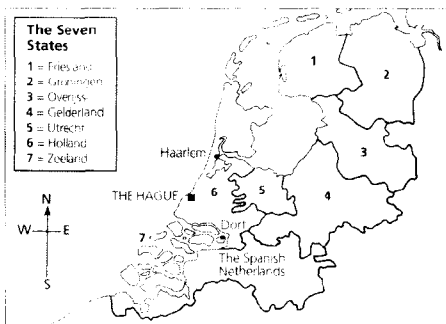 The Seven
States
1 = Friesland
2 = Groningen
3 = Overijss
4 = Gelderland
5 = Utrecht
6 = Holland
7 = Zeeland
1
2
3
Haarlem
THE HAGUE
6
5
4
N
W E
S
7
Dort
The Spanish
Netherlands